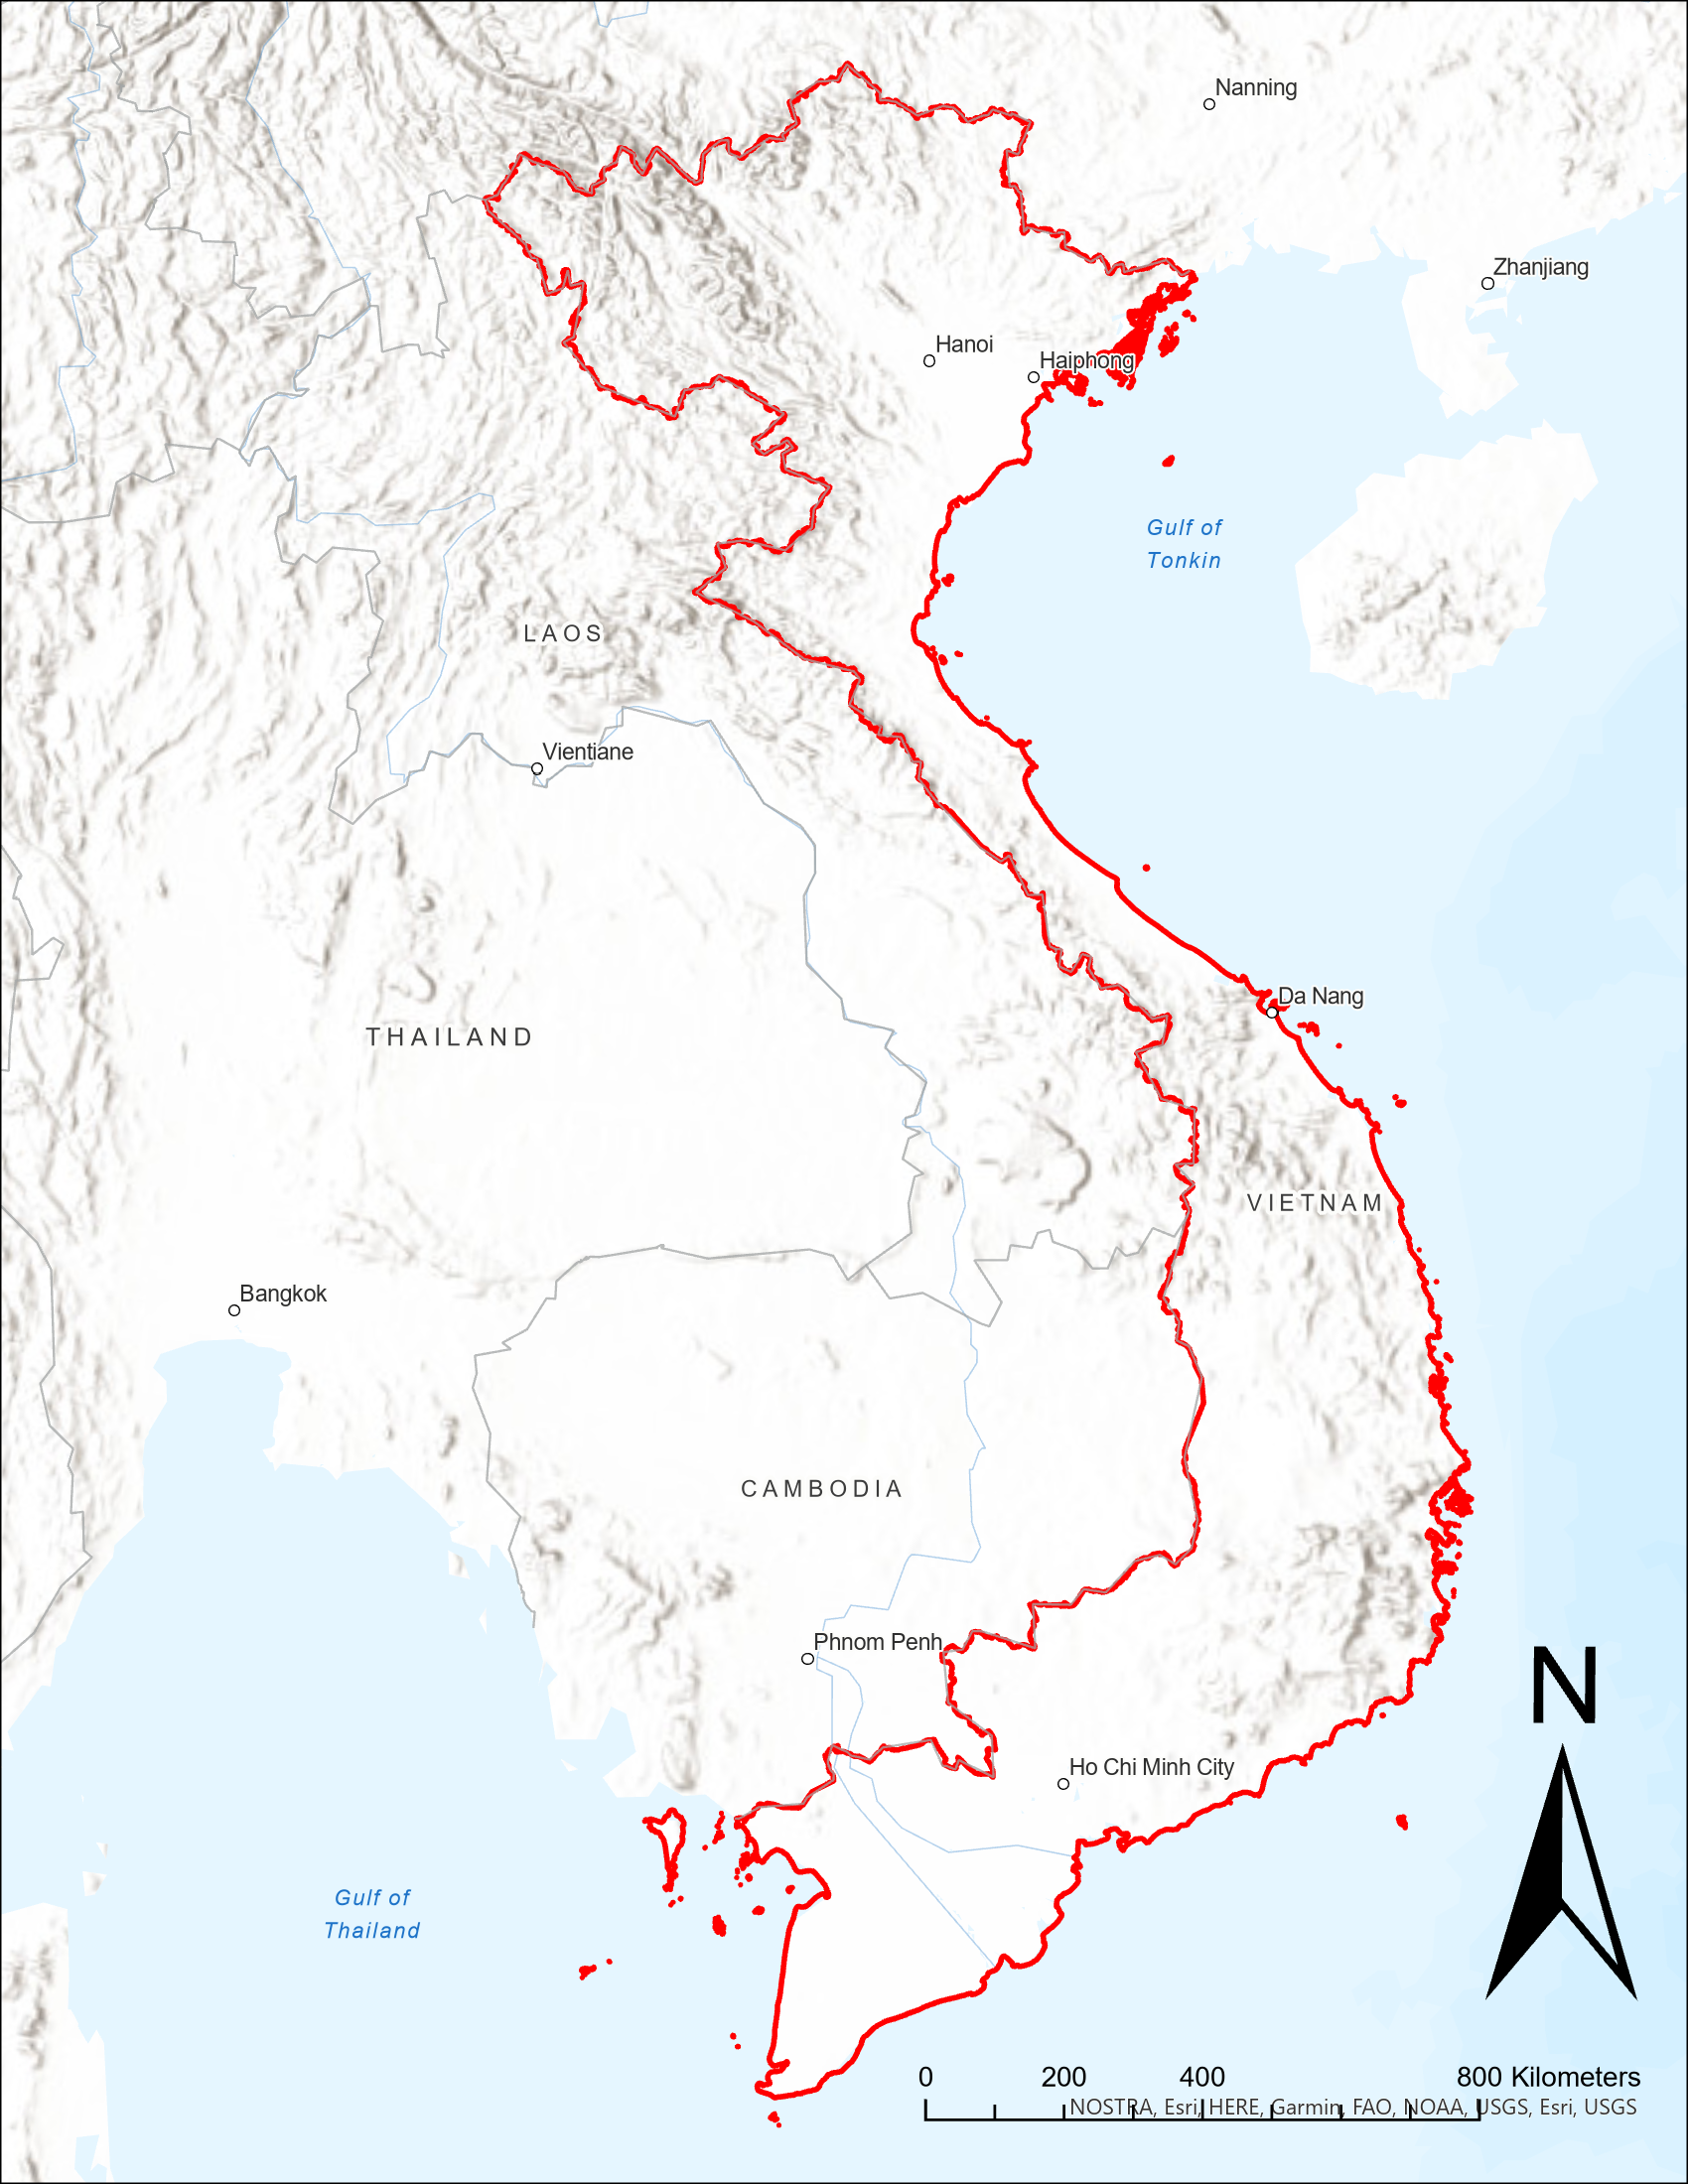 Nanning
Zhanjiang
Hanoi
Haiphong
Gulf of
Tonkin
LAOS
Vientiane
Da Nang
THAILAND
VIETNAM
Bangkok
CAMBODIA
Phnom Penh
N
Ho Chi Minh City
Gulf of
Thailand
0 200 400 800 Kilometers
NOSTRA, Esri, HERE, Garmin, FAO, NOAA, USGS, Esri, USGS